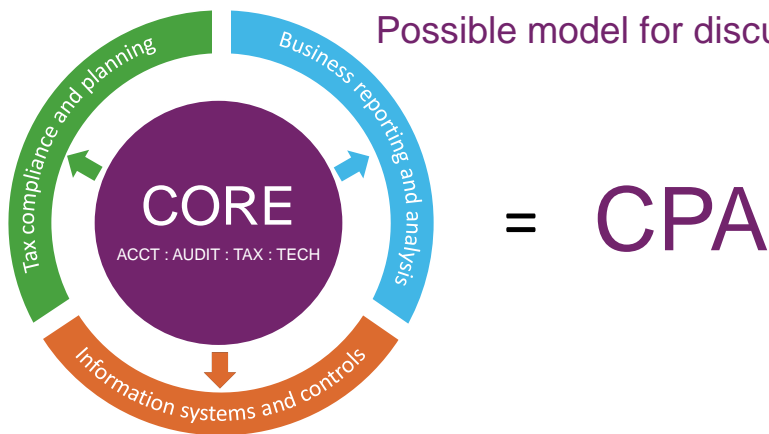 Possible model for
Tax compliance and planning
Business reporting and analysis
CORE
ACCT : AUDIT : TAX : TECH
Information systems and controls
=
CPA